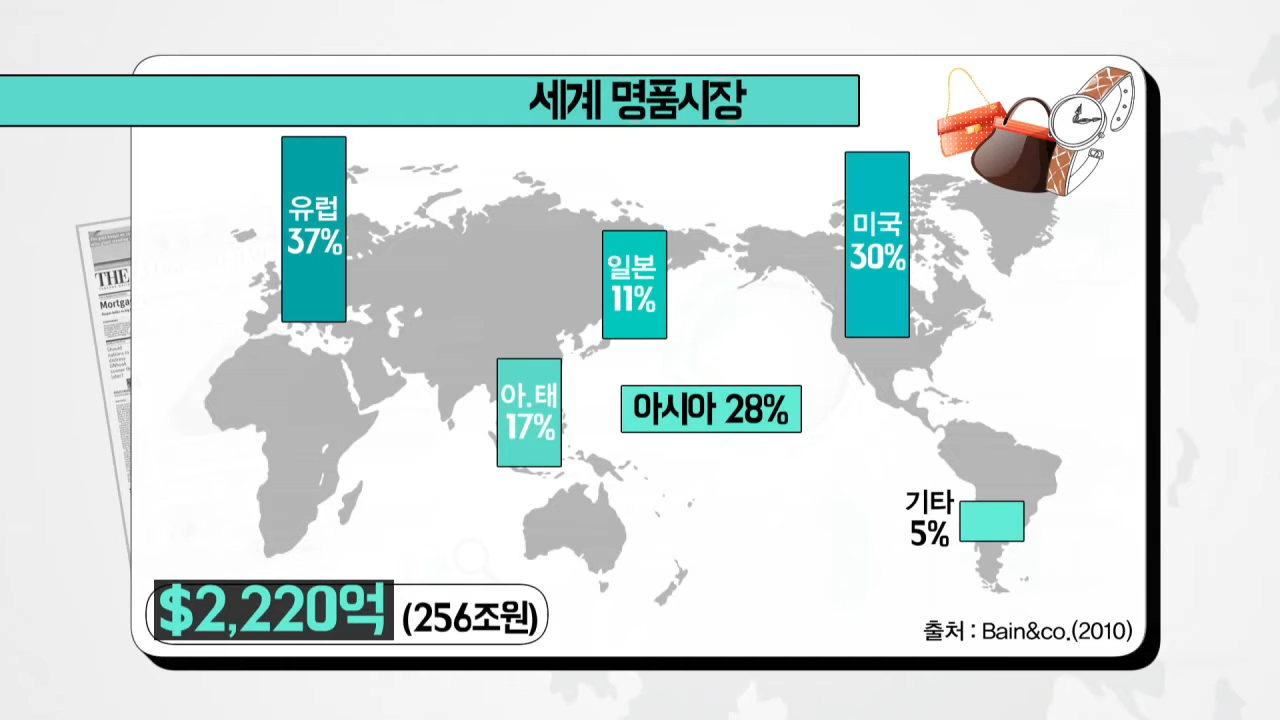 세계 명품시장
유럽
37%
일본
11%
미국
30%
아.태
17%
아시아 28%
기타
5%
$2,220억 (256조원)
출처 : Bain&co.(2010)
THE
Mortga